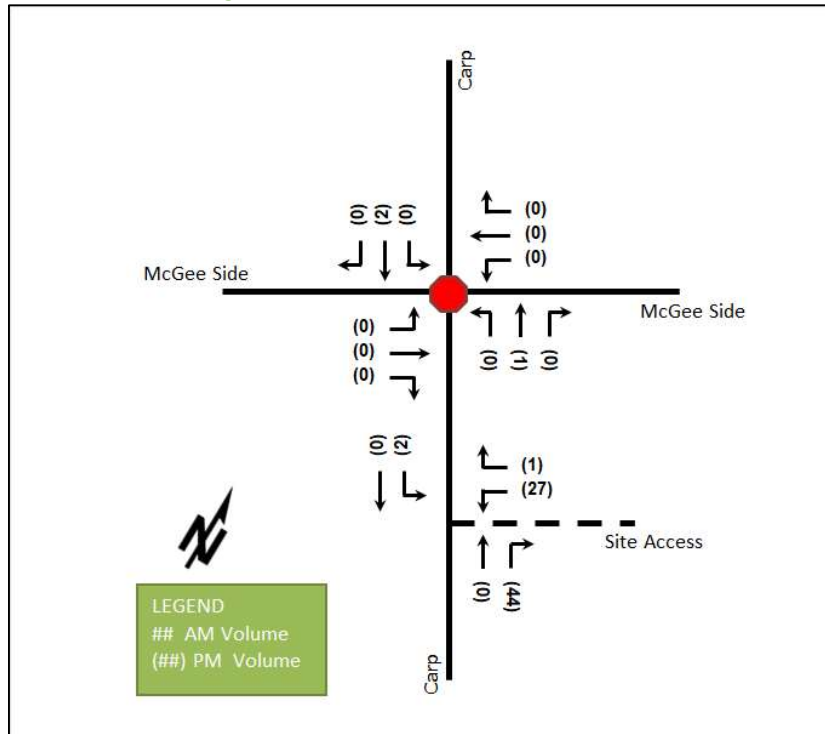 Carp
(0) (2) (0)
(0)
(0)
(0)
McGee Side
McGee Side
(0)
(0)
(0)
(0) (1) (0)
(0) (2)
(1)
(27)
Site Access
(0) (44)
N
LEGEND
## AM Volume
(##) PM Volume
Carp